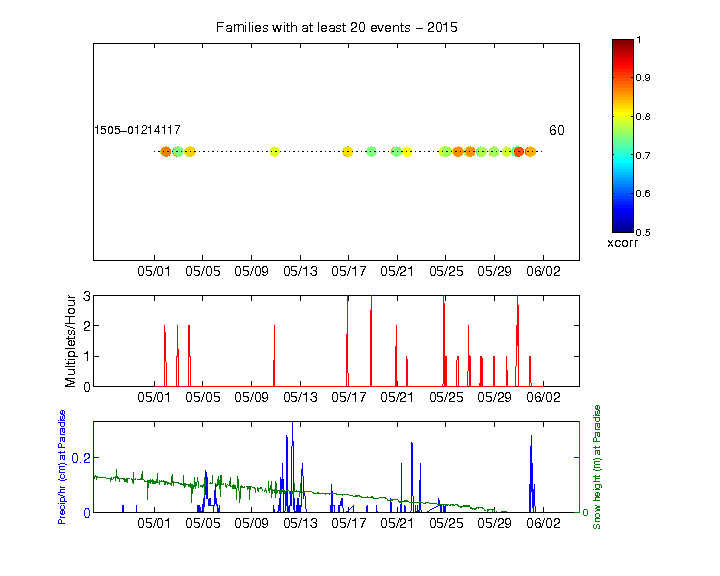 Families with at least 20 events − 2015
1505−01214117
60
05/01 05/05 05/09 05/13 05/17 05/21 05/25 05/29 06/02
1
0.9
0.8
0.7
0.6
0.5
xcorr
Multiplets/Hour
3
2
1
0
05/01 05/05 05/09 05/13 05/17 05/21 05/25 05/29 06/02
Precip/hr (cm) at Paradise
0.2
0
0
Snow height (m) at Paradise
05/01 05/05 05/09 05/13 05/17 05/21 05/25 05/29 06/02